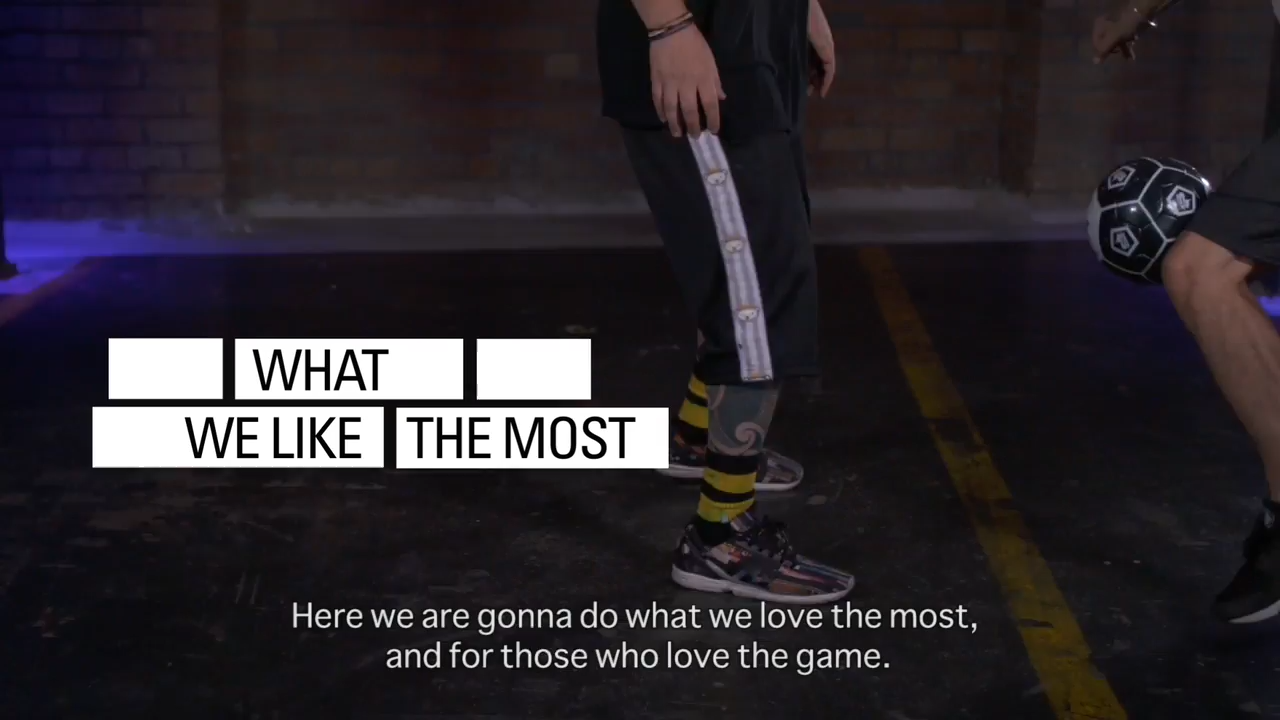 WHAT
WE LIKE THE MOST
Here we are gonna do what we love the most,
and for those who love the game.